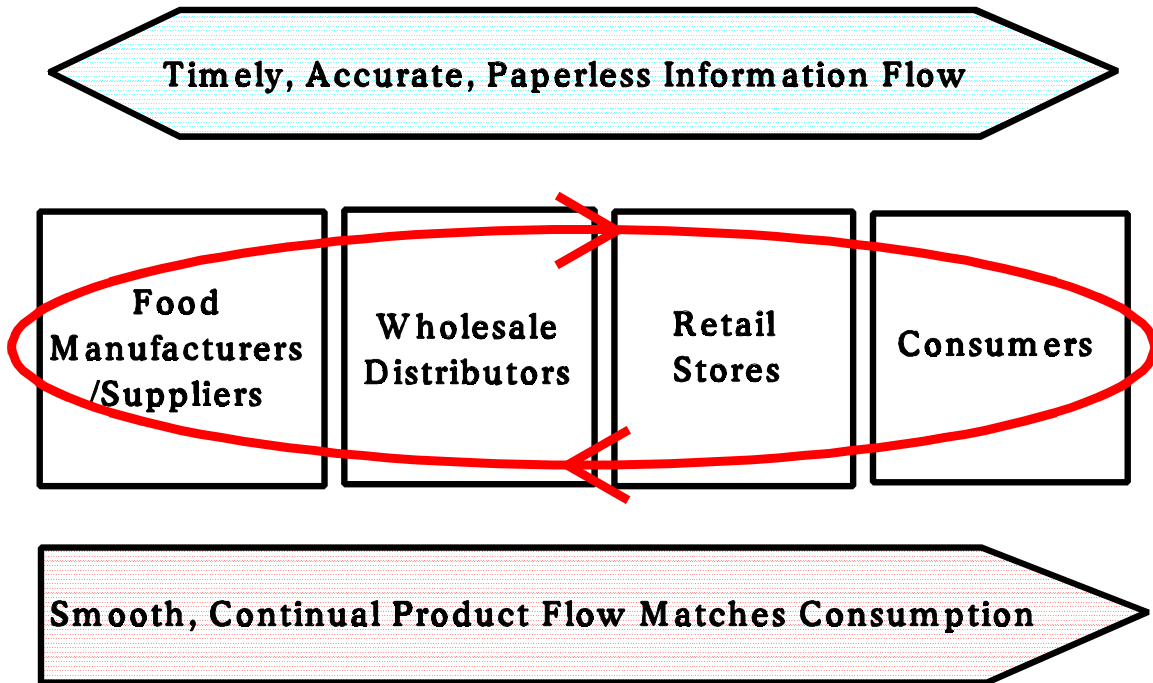 Timely, Accurate, Paperless Information Flow
Food
Manufacturers
/Suppliers
Wholesale
Distributors
Retail
Stores
Consumers
Smooth, Continual Product Flow Matches Consumption